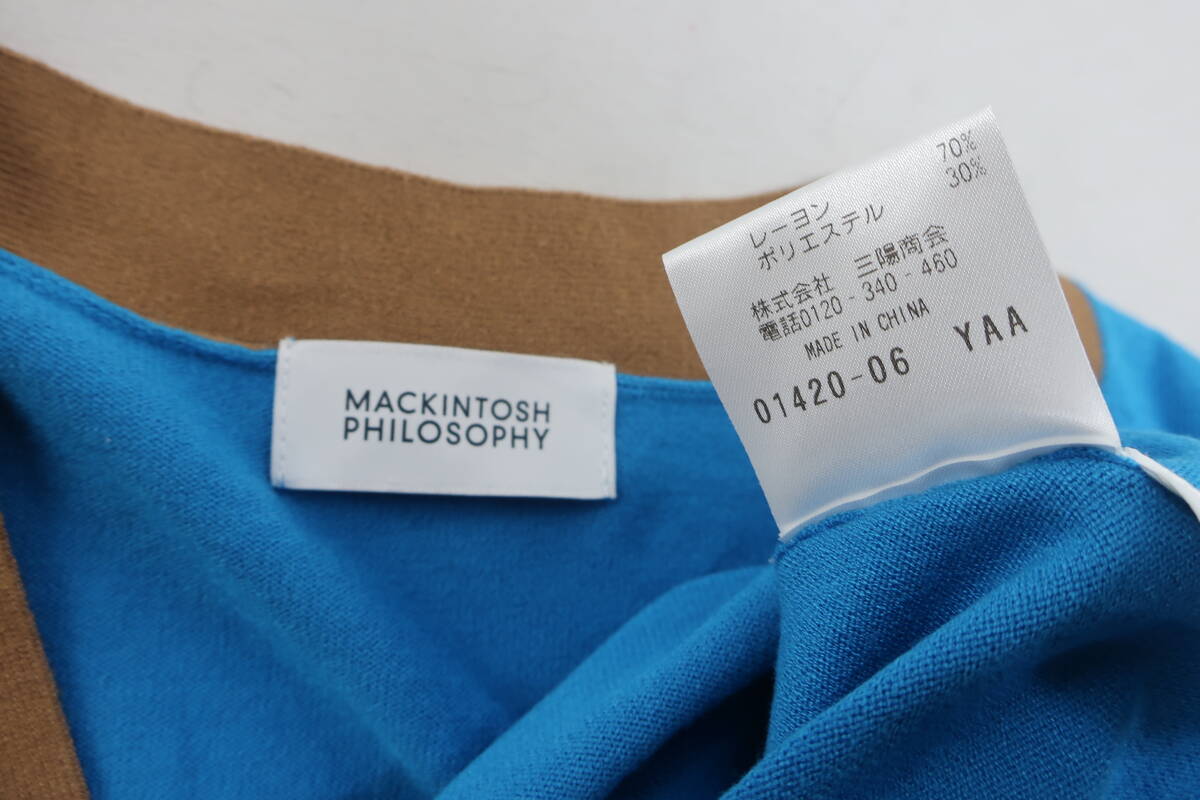 MACKINTOSH
PHILOSOPHY
レーヨン 70%
ポリエステル 30%
株式会社 三陽商会
電話0120-340-460
MADE IN CHINA
01420-06 YAA